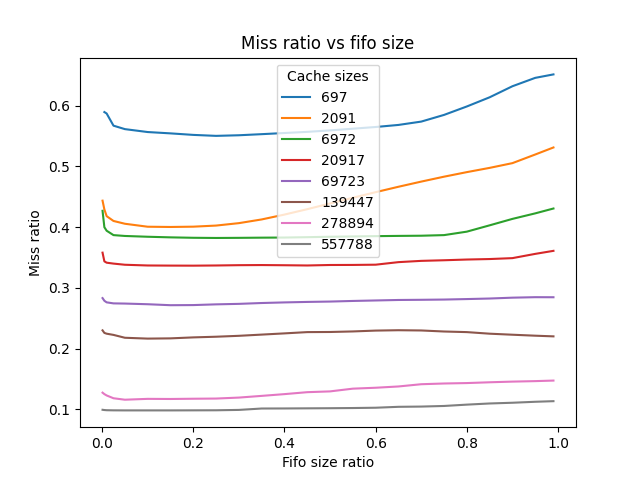 Miss ratio vs fifo size
Cache sizes
697
2091
6972
20917
69723
139447
278894
557788
Miss ratio
0.6
0.5
0.4
0.3
0.2
0.1
0.0 0.2 0.4 0.6 0.8 1.0
Fifo size ratio